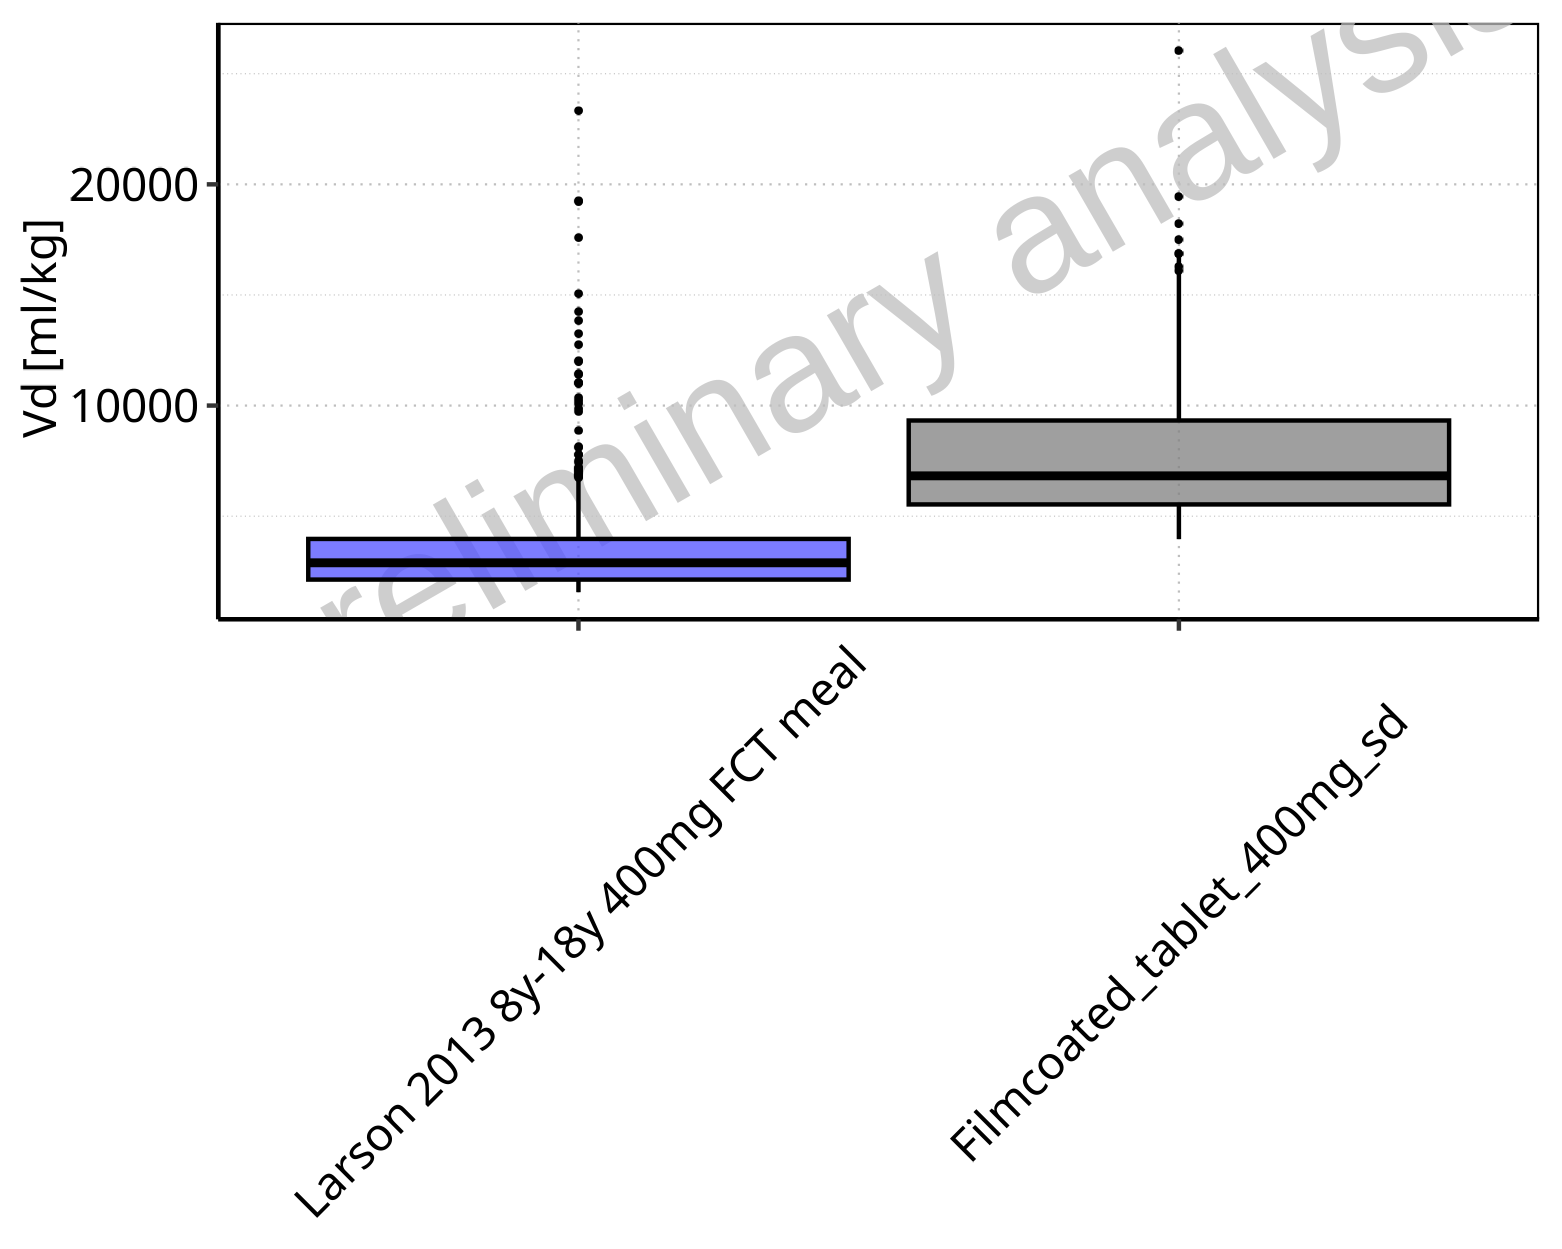 20000
10000
Vd [ml/kg]
reliminary analysis
Larson 2013 8y-18y 400mg FCT meal
Filmcoated_tablet_400mg_sd